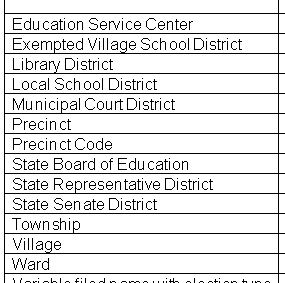 Education Service Center
Exempted Village School District
Library District
Local School District
Municipal Court District
Precinct
Precinct Code
State Board of Education
State Representative District
State Senate District
Township
Village
Ward
Variable filed name with election type